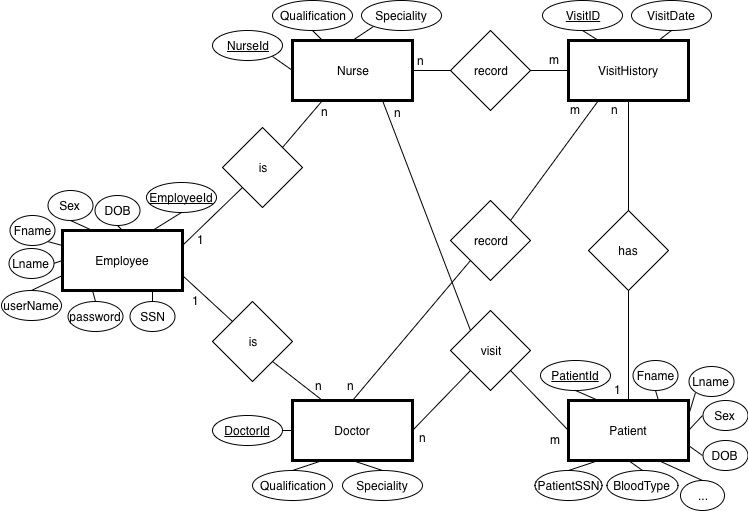 Qualification
Speciality
VisitID
VisitDate
NurseId
Nurse
n
record
m
VisitHistory
n
n
m
n
is
Sex
DOB
EmployeeId
Fname
Lname
userName
Employee
password
SSN
1
1
record
has
is
visit
n
n
PatientId
1
Fname
Lname
Sex
DOB
DoctorId
Doctor
n
m
Patient
Qualification
Speciality
PatientSSN
BloodType
...